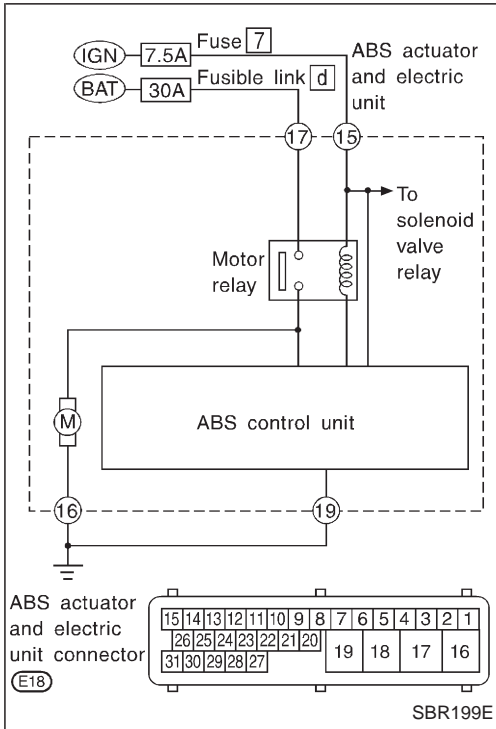 IGN 7.5A Fuse 7
BAT 30A Fusible link d
ABS actuator
and electric
unit
17 15
To
solenoid
valve
relay
Motor
relay
M
ABS control unit
16 19
ABS actuator
and electric
unit connector
E18
15 14 13 12 11 10 9 8 7 6 5 4 3 2 1
26 25 24 23 22 21 20
31 30 29 28 27
19 18 17 16
SBR199E